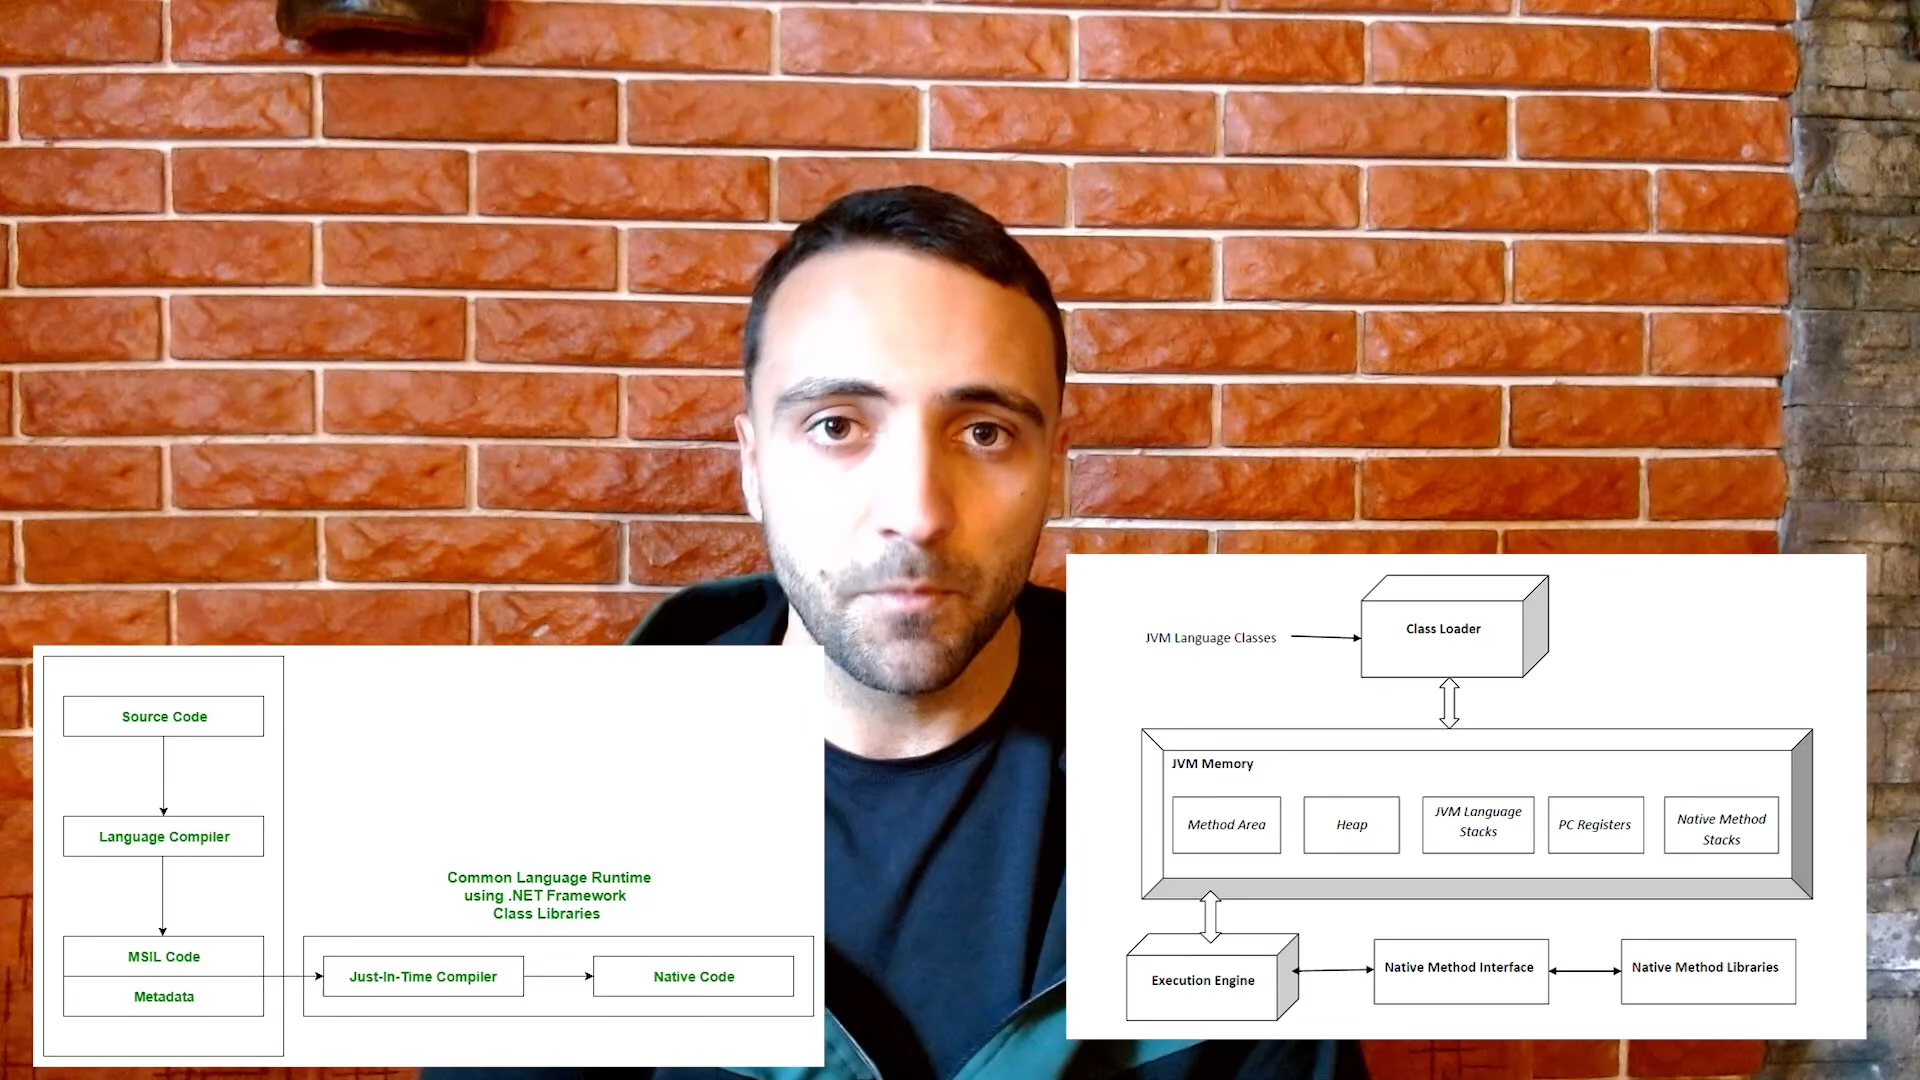 Source Code
Language Compiler
MSIL Code
Metadata
Common Language Runtime
using .NET Framework
Class Libraries
Just-In-Time Compiler
Native Code
JVM Language Classes
Class Loader
JVM Memory
Method Area
Heap
JVM Language
Stacks
PC Registers
Native Method
Stacks
Execution Engine
Native Method Interface
Native Method Libraries